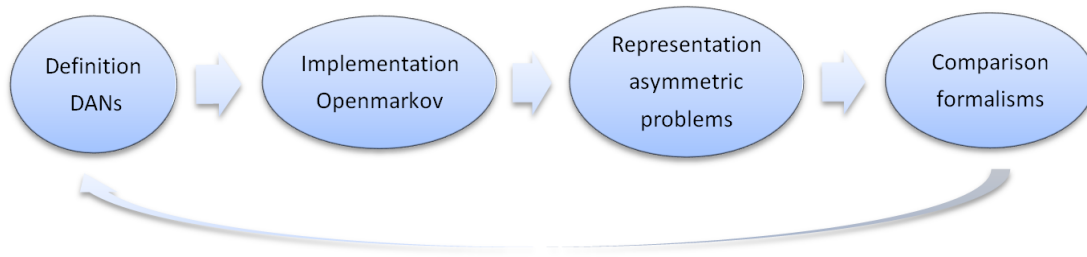 Definition
DANs
Implementation
Openmarkov
Representation
asymmetric
problems
Comparison
formalisms